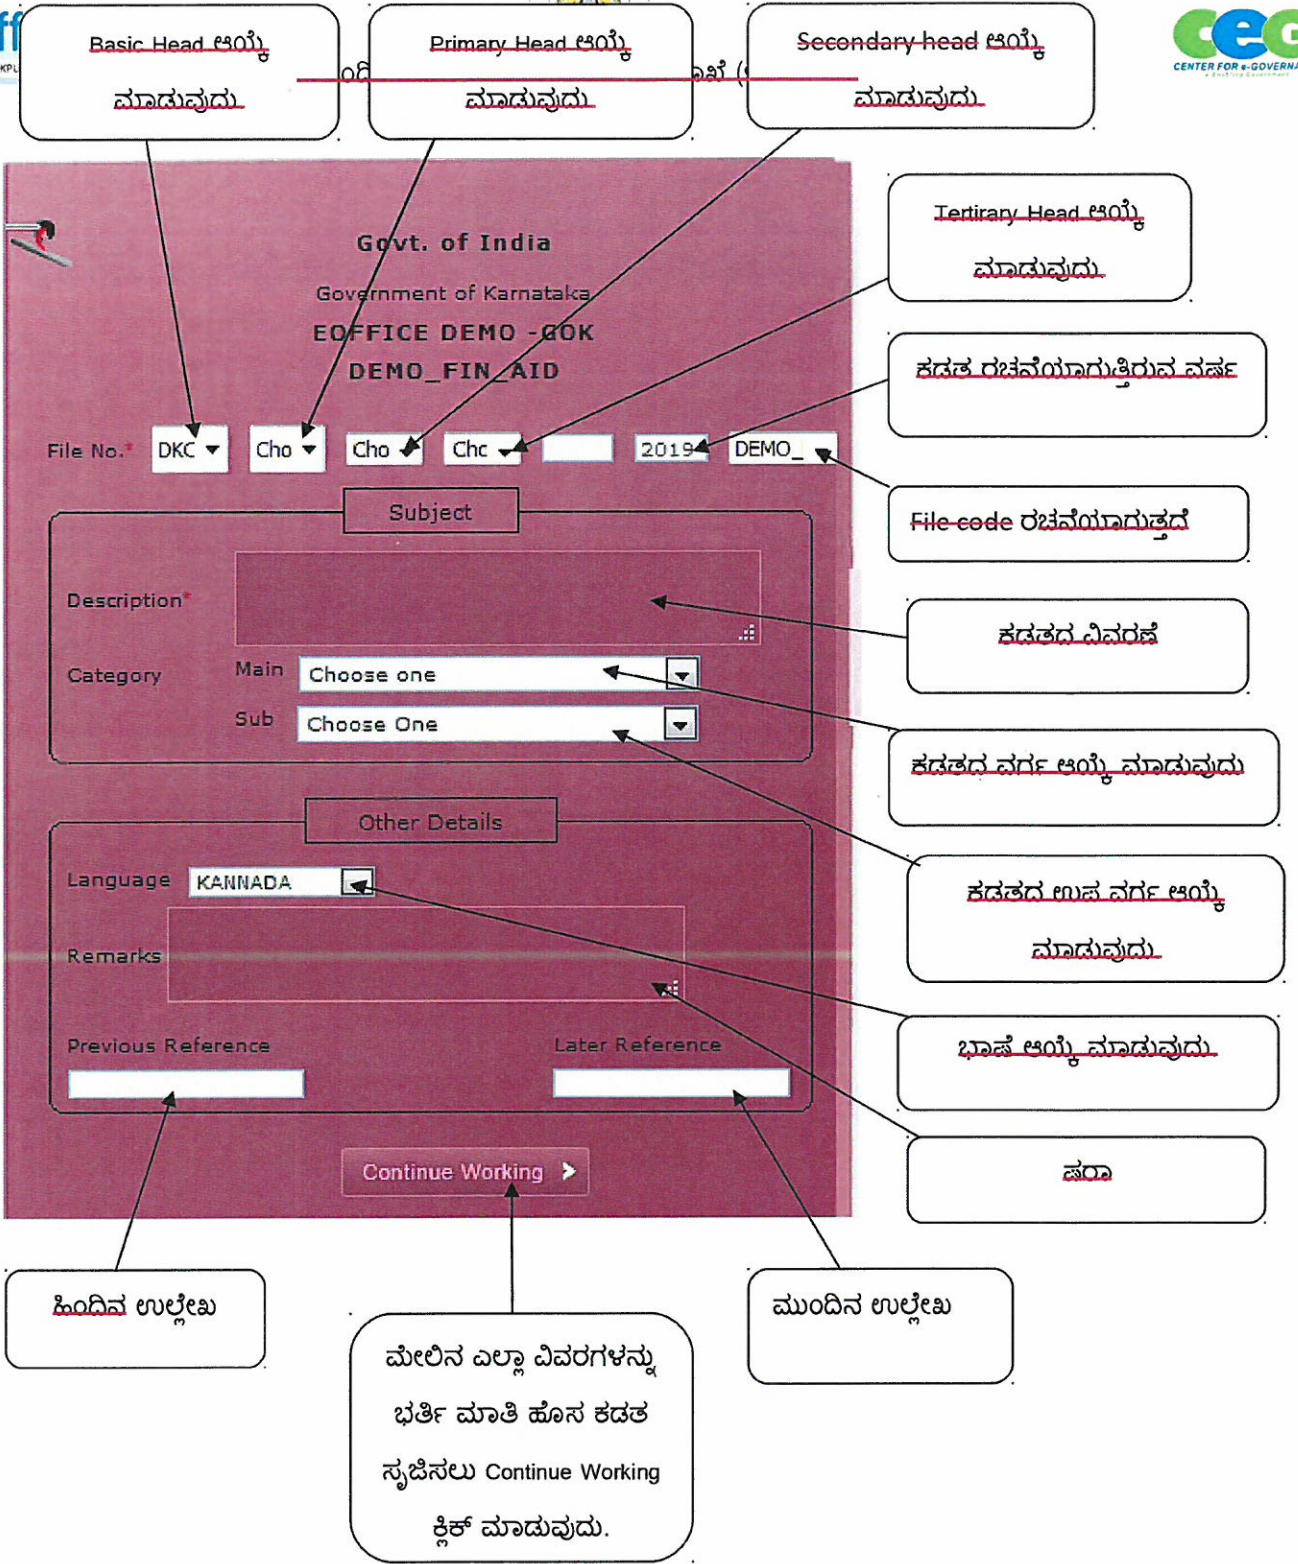 Basic Head ಆಯ್ಕೆ
ಮಾಡುವುದು
Primary Head ಆಯ್ಕೆ
ಮಾಡುವುದು
Secondary head ಆಯ್ಕೆ
ಮಾಡುವುದು
CeG
CENTER FOR e-GOVERNA
Tertirary Head ಆಯ್ಕೆ
ಮಾಡುವುದು
Govt. of India
Government of Karnataka
EOFFICE DEMO -GOK
DEMO_FIN_AID
ಕಡತ ರಚನೆಯಾಗುತ್ತಿರುವ ವರ್ಷ
File No.* DKC Cho Cho Chc 2019 DEMO_
File code ರಚನೆಯಾಗುತ್ತದೆ
Subject
Description*
ಕಡತದ ವಿವರಣೆ
Category Main Choose one
Sub Choose One
ಕಡತದ ವರ್ಗ ಆಯ್ಕೆ ಮಾಡುವುದು
Other Details
ಕಡತದ ಉಪ ವರ್ಗ ಆಯ್ಕೆ
ಮಾಡುವುದು
Language KANNADA
Remarks
ಭಾಷೆ ಆಯ್ಕೆ ಮಾಡುವುದು
Previous Reference Later Reference
ಷರಾ
Continue Working
ಹಿಂದಿನ ಉಲ್ಲೇಖ
ಮುಂದಿನ ಉಲ್ಲೇಖ
ಮೇಲಿನ ಎಲ್ಲಾ ವಿವರಗಳನ್ನು
ಭರ್ತಿ ಮಾತಿ ಹೊಸ ಕಡತ
ಸೃಜಿಸಲು Continue Working
ಕ್ಲಿಕ್ ಮಾಡುವುದು.